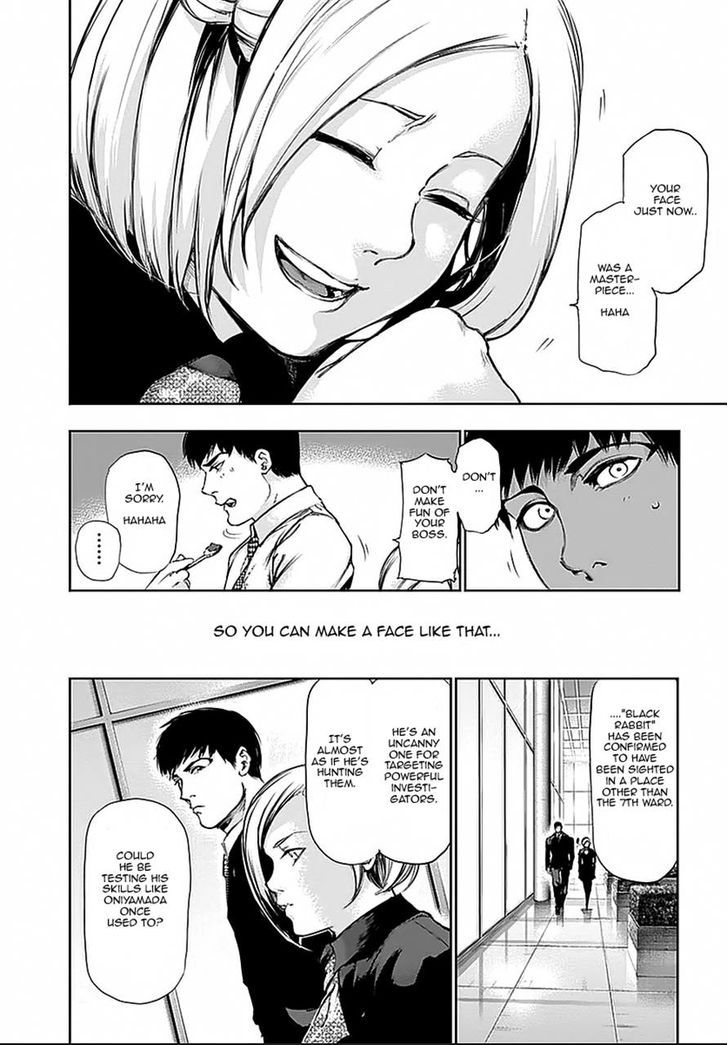 YOUR
FACE
JUST NOW..
WAS A
MASTER-
PIECE...
HAHA
DON'T
...
DON'T
MAKE
FUN OF
YOUR
BOSS.
I'M
SORRY.
HAHAHA
......
SO YOU CAN MAKE A FACE LIKE THAT...
...."BLACK
RABBIT"
HAS BEEN
CONFIRMED
TO HAVE
BEEN SIGHTED
IN A PLACE
OTHER THAN
THE 7TH WARD.
HE'S AN
UNCANNY
ONE FOR
TARGETING
POWERFUL
INVESTI-
GATORS.
IT'S
ALMOST
AS IF HE'S
HUNTING
THEM.
COULD
HE BE
TESTING HIS
SKILLS LIKE
ONIYAMADA
ONCE
USED TO?